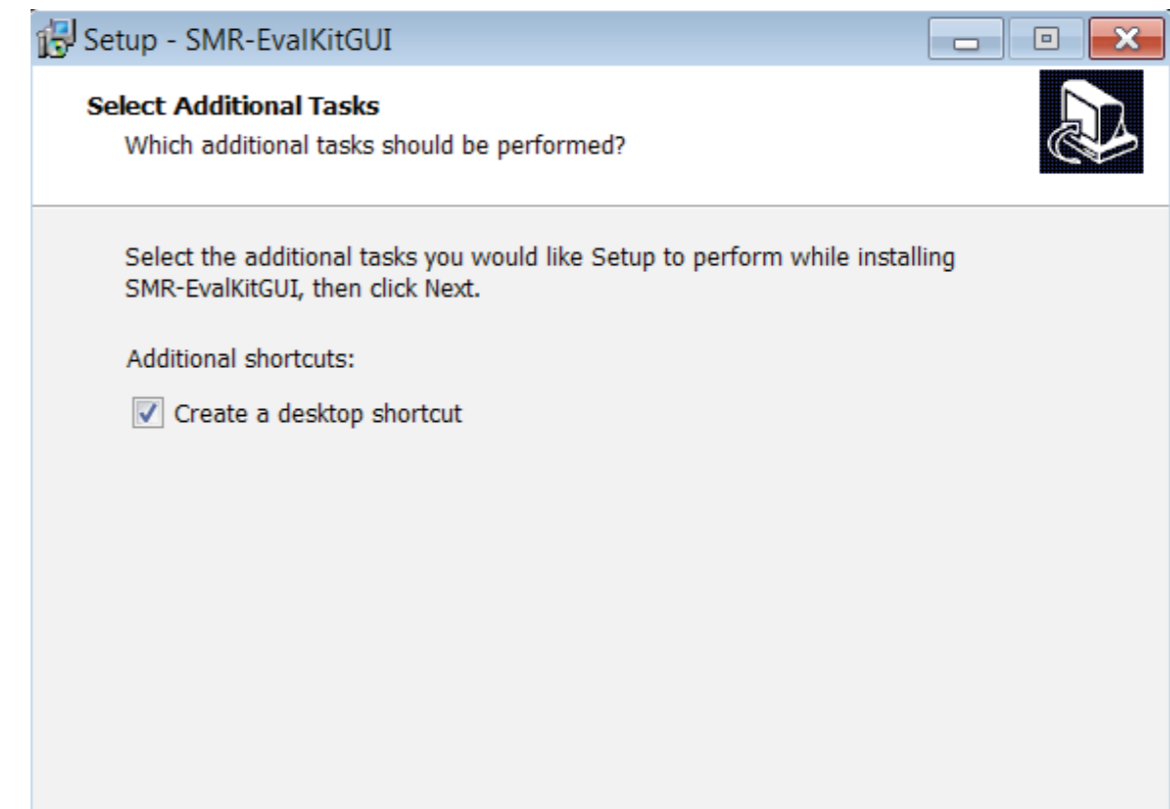 Setup - SMR-EvalKitGUI
Select Additional Tasks
Which additional tasks should be performed?
Select the additional tasks you would like Setup to perform while installing
SMR-EvalKitGUI, then click Next.
Additional shortcuts:
Create a desktop shortcut